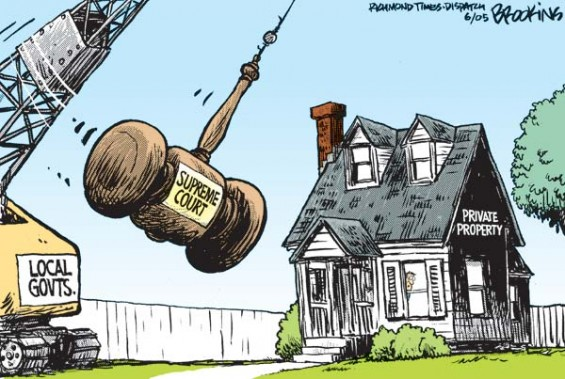 RICHMOND TIMES-DISPATCH
6/05 BROOKINS
SUPREME
COURT
PRIVATE
PROPERTY
LOCAL
GOVTS.